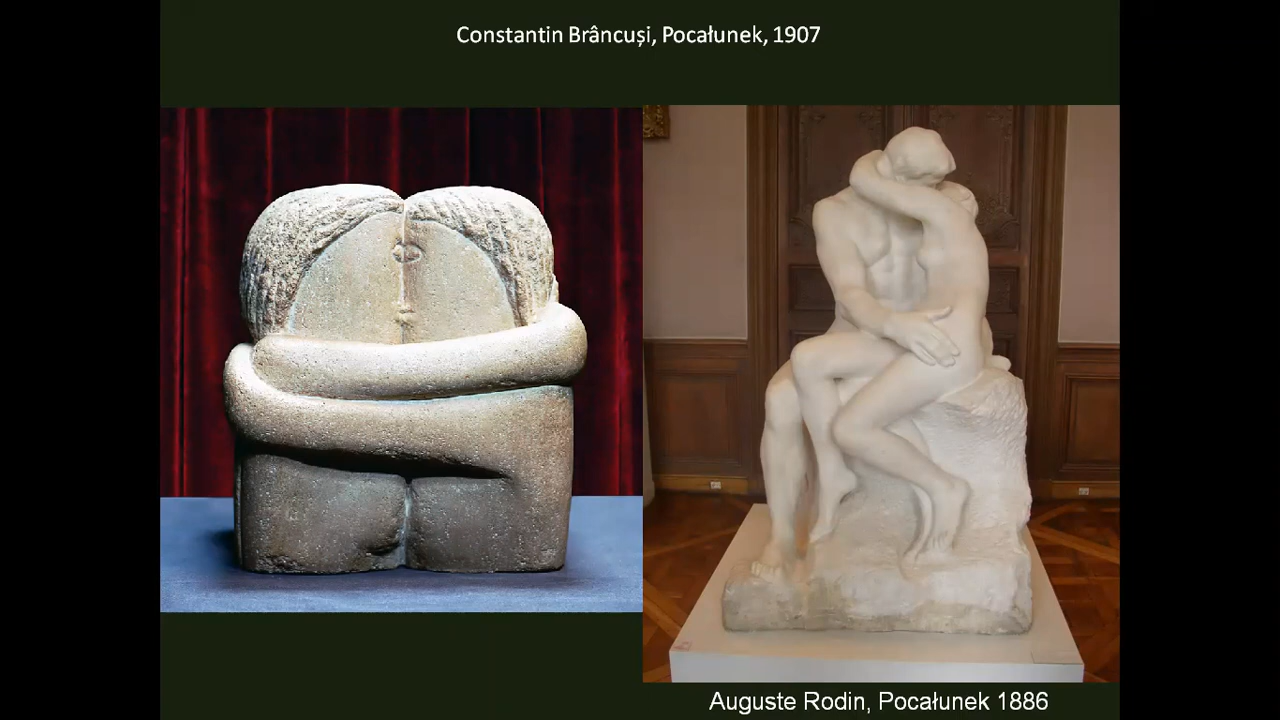 Constantin Brâncuși, Pocałunek, 1907
Auguste Rodin, Pocałunek 1886